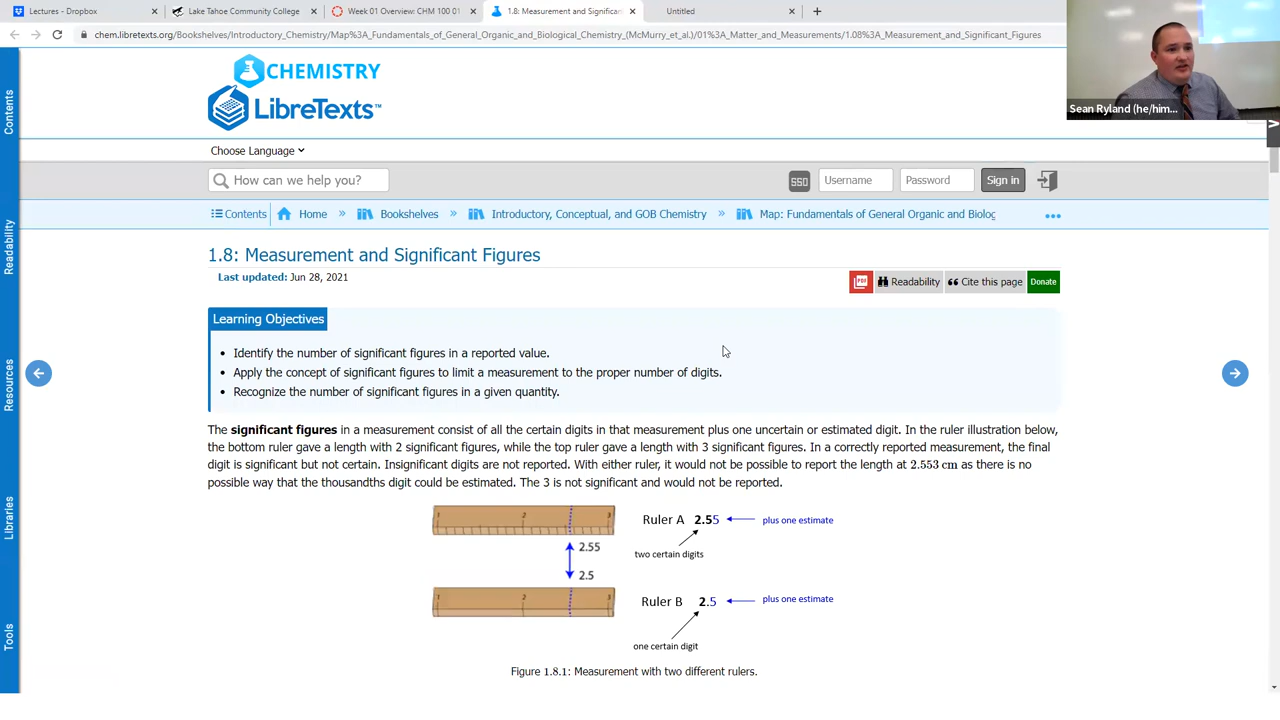 Lectures - Dropbox
Lake Tahoe Community College
Week 01 Overview: CHM 100 01
1.8: Measurement and Significan
Untitled
chem.libretexts.org/Bookshelves/Introductory_Chemistry/Map%3A_Fundamentals_of_General_Organic_and_Biological_Chemistry_(McMurry_et_al.)/01%3A_Matter_and_Measurements/1.08%3A_Measurement_and_Significant_Figures
Sean Ryland (he/him...
CHEMISTRY
LibreTexts™
Contents
Readability
Resources
Libraries
Tools
Choose Language
How can we help you?
SSO
Username
Password
Sign in
Contents
Home » Bookshelves » Introductory, Conceptual, and GOB Chemistry » Map: Fundamentals of General Organic and Biolog
1.8: Measurement and Significant Figures
Last updated: Jun 28, 2021
PDF
Readability
Cite this page
Donate
Learning Objectives
• Identify the number of significant figures in a reported value.
• Apply the concept of significant figures to limit a measurement to the proper number of digits.
• Recognize the number of significant figures in a given quantity.
The significant figures in a measurement consist of all the certain digits in that measurement plus one uncertain or estimated digit. In the ruler illustration below,
the bottom ruler gave a length with 2 significant figures, while the top ruler gave a length with 3 significant figures. In a correctly reported measurement, the final
digit is significant but not certain. Insignificant digits are not reported. With either ruler, it would not be possible to report the length at 2.553 cm as there is no
possible way that the thousandths digit could be estimated. The 3 is not significant and would not be reported.
1 2 3
Ruler A 2.55
plus one estimate
two certain digits
2.55
2.5
1 2 3
Ruler B 2.5
plus one estimate
one certain digit
Figure 1.8.1: Measurement with two different rulers.